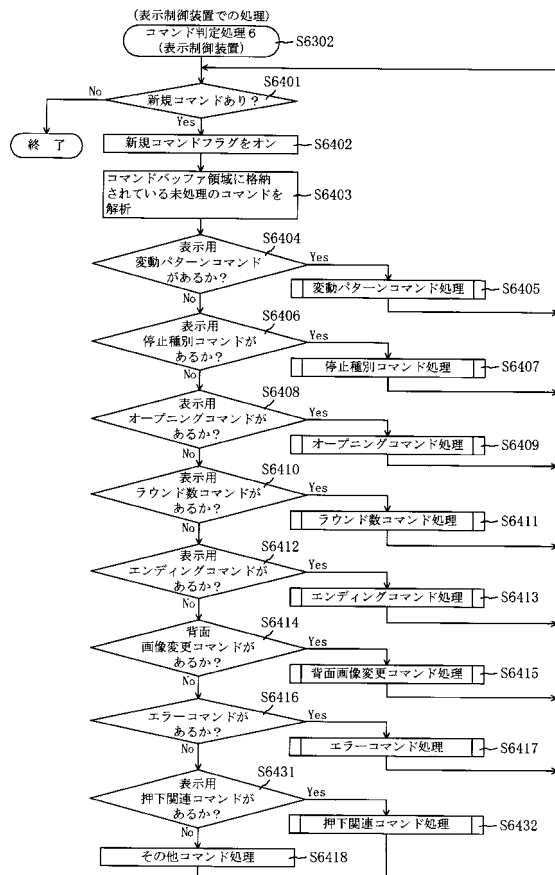 (表示制御装置での処理)
コマンド判定処理6
(表示制御装置)
S6302
S6401
No
新規コマンドあり？
Yes
終了
新規コマンドフラグをオン
S6402
コマンドバッファ領域に格納
されている未処理のコマンドを
解析
S6403
S6404
表示用
変動パターンコマンド
があるか？
Yes
変動パターンコマンド処理
S6405
No
S6406
表示用
停止種別コマンドが
あるか？
Yes
停止種別コマンド処理
S6407
No
S6408
表示用
オープニングコマンドが
あるか？
Yes
オープニングコマンド処理
S6409
No
S6410
表示用
ラウンド数コマンドが
あるか？
Yes
ラウンド数コマンド処理
S6411
No
S6412
表示用
エンディングコマンドが
あるか？
Yes
エンディングコマンド処理
S6413
No
S6414
背面
画像変更コマンドが
あるか？
Yes
背面画像変更コマンド処理
S6415
No
S6416
エラーコマンドが
あるか？
Yes
エラーコマンド処理
S6417
No
S6431
表示用
押下関連コマンドが
あるか？
Yes
押下関連コマンド処理
S6432
No
その他コマンド処理
S6418